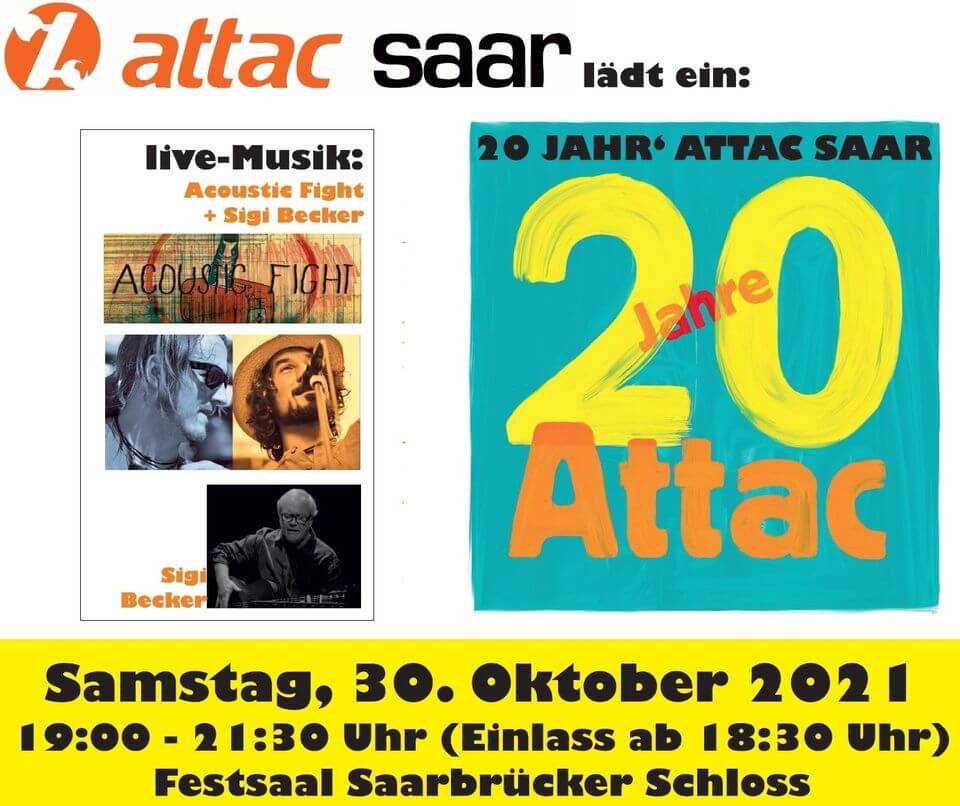 attac saar lädt ein:
live-Musik:
Acoustic Fight
+ Sigi Becker
ACOUSTIC FIGHT
Sigi
Becker
20 JAHR‘ ATTAC SAAR
20
Jahre
Attac
Samstag, 30. Oktober 2021
19:00 - 21:30 Uhr (Einlass ab 18:30 Uhr)
Festsaal Saarbrücker Schloss